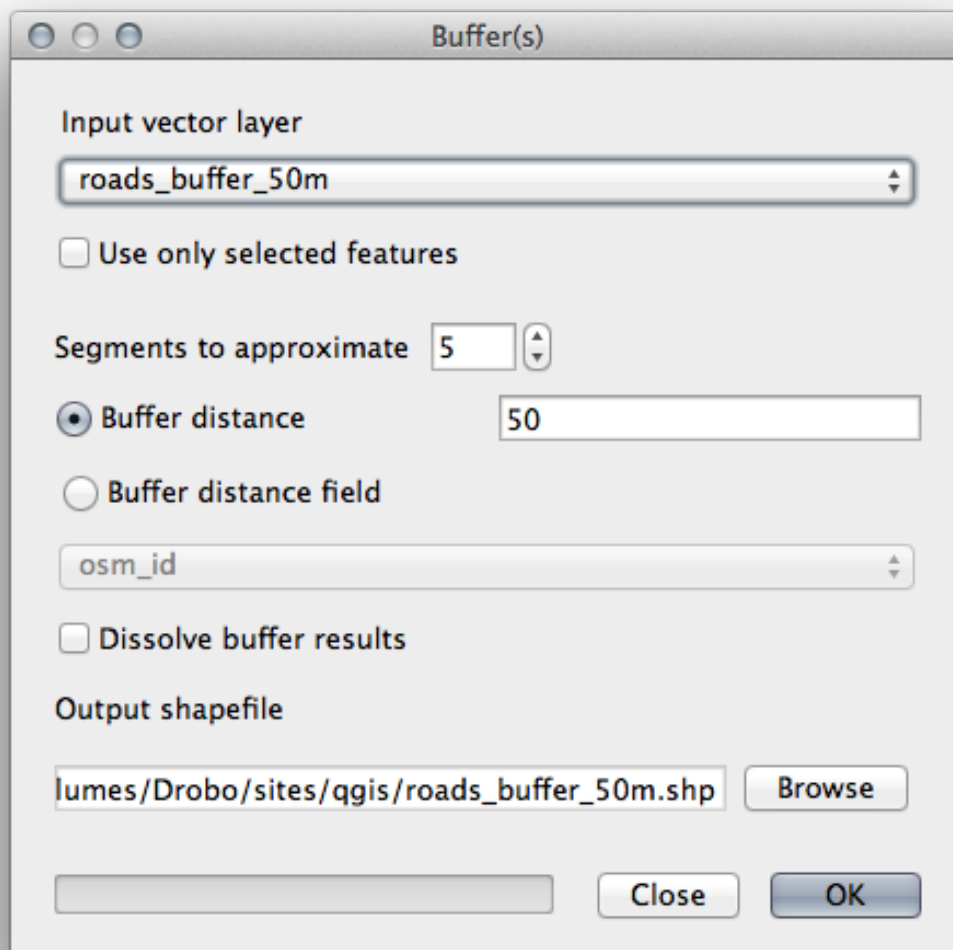 Buffer(s)
Input vector layer
roads_buffer_50m
Use only selected features
Segments to approximate 5
Buffer distance 50
Buffer distance field
osm_id
Dissolve buffer results
Output shapefile
lumes/Drobo/sites/qgis/roads_buffer_50m.shp Browse
Close OK